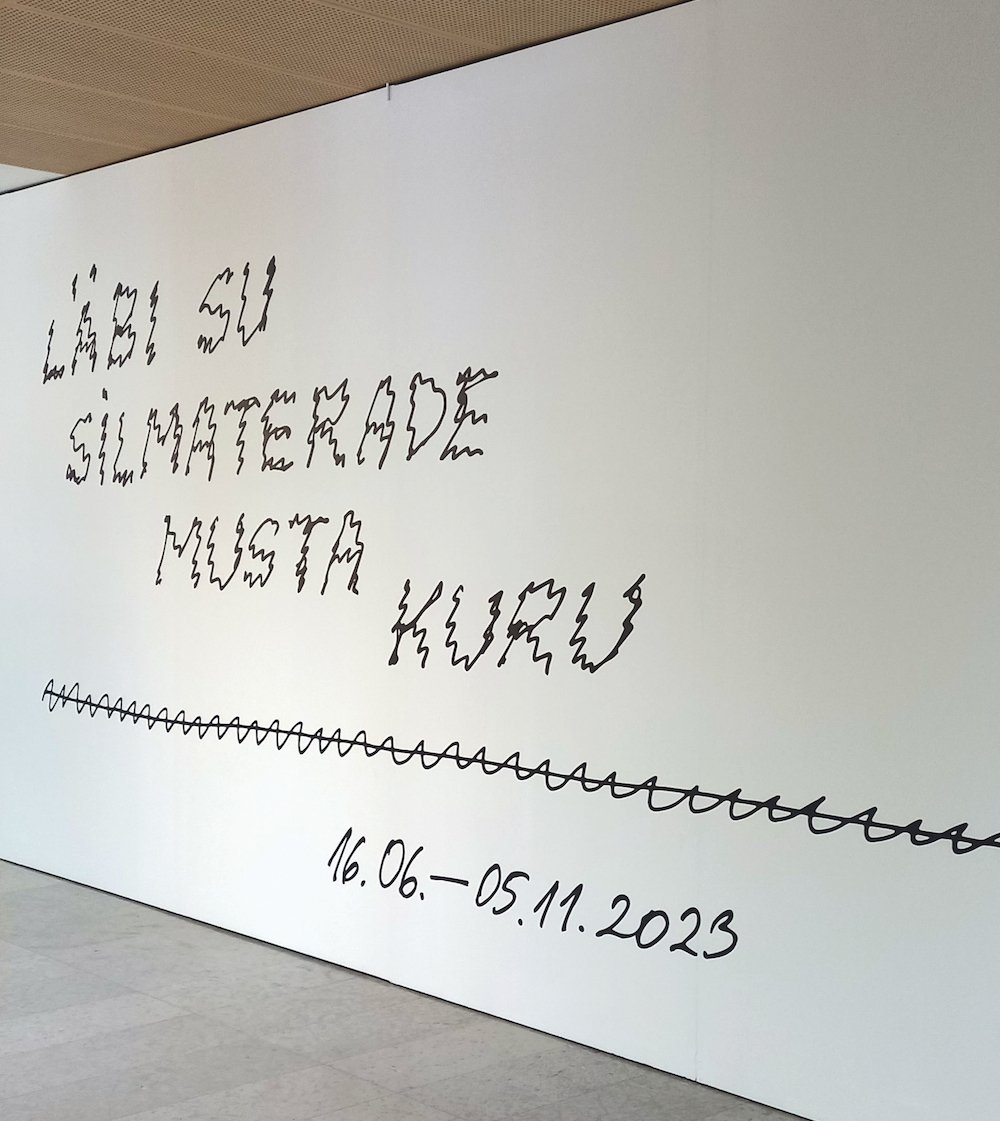 LÄBI SU
SILMATERADE
MUSTA
KURU
16.06.—05.11.2023